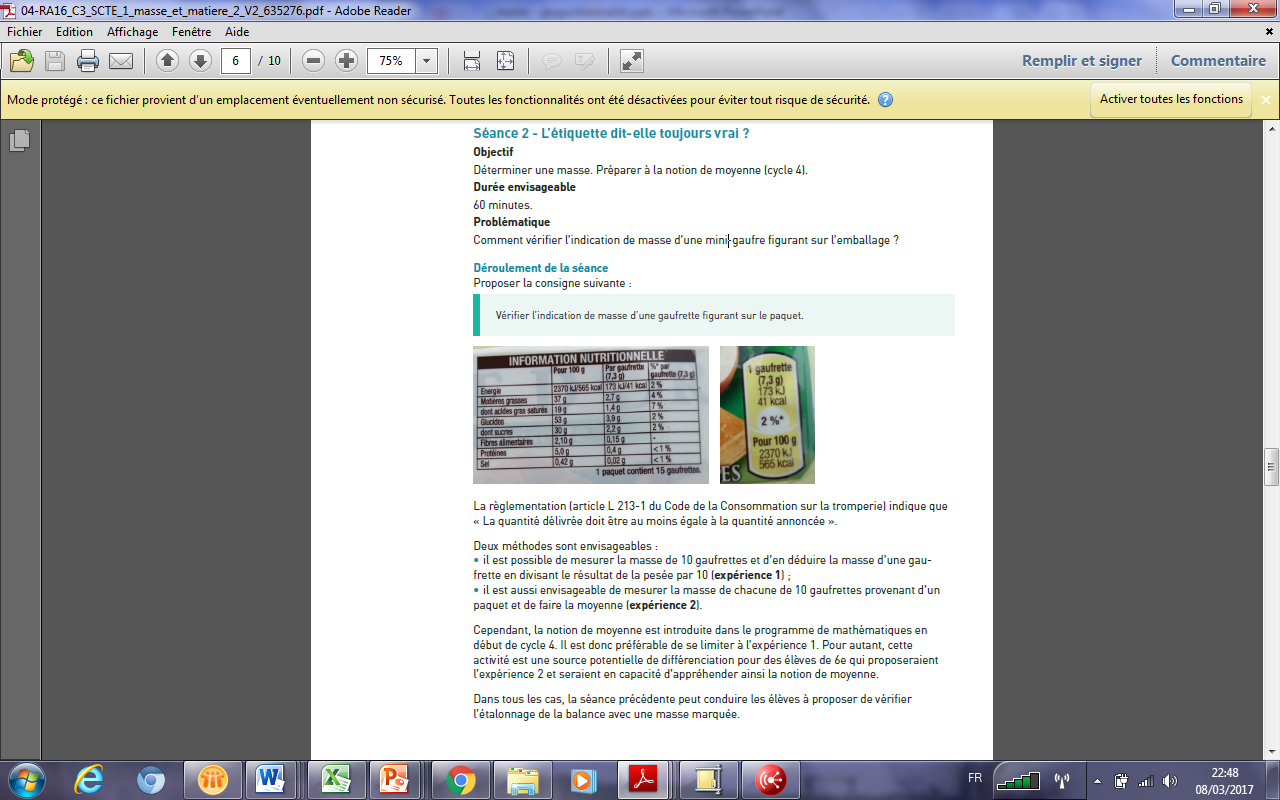 04-RA16_C3_SCTE_1_masse_et_matiere_2_V2_635276.pdf - Adobe Reader
Fichier Edition Affichage Fenêtre Aide
6 / 10 75% Remplir et signer Commentaire
Mode protégé : ce fichier provient d'un emplacement éventuellement non sécurisé. Toutes les fonctionnalités ont été désactivées pour éviter tout risque de sécurité. Activer toutes les fonctions
Séance 2 - L'étiquette dit-elle toujours vrai ?
Objectif
Déterminer une masse. Préparer à la notion de moyenne (cycle 4).
Durée envisageable
60 minutes.
Problématique
Comment vérifier l'indication de masse d'une mini-gaufre figurant sur l'emballage ?
Déroulement de la séance
Proposer la consigne suivante :
Vérifier l'indication de masse d'une gaufrette figurant sur le paquet.
INFORMATION NUTRITIONNELLE
Pour 100 g Par gaufrette (7,3 g) %* par gaufrette (7,3 g)
Energie 2370 kJ/565 kcal 173 kJ/41 kcal 2 %
Matières grasses 37 g 2,7 g 4 %
dont acides gras saturés 19 g 1,4 g 7 %
Glucides 53 g 3,9 g 2 %
dont sucres 30 g 2,2 g 2 %
Fibres alimentaires 2,10 g 0,15 g -
Protéines 5,0 g 0,4 g < 1 %
Sel 0,42 g 0,02 g < 1 %
1 paquet contient 15 gaufrettes.
1 gaufrette
(7,3 g)
173 kJ
41 kcal
2 %*
Pour 100 g
2370 kJ
565 kcal
ES
La règlementation (article L 213-1 du Code de la Consommation sur la tromperie) indique que
« La quantité délivrée doit être au moins égale à la quantité annoncée ».
Deux méthodes sont envisageables :
• il est possible de mesurer la masse de 10 gaufrettes et d'en déduire la masse d'une gau-
frette en divisant le résultat de la pesée par 10 (expérience 1) ;
• il est aussi envisageable de mesurer la masse de chacune de 10 gaufrettes provenant d'un
paquet et de faire la moyenne (expérience 2).
Cependant, la notion de moyenne est introduite dans le programme de mathématiques en
début de cycle 4. Il est donc préférable de se limiter à l'expérience 1. Pour autant, cette
activité est une source potentielle de différenciation pour des élèves de 6e qui proposeraient
l'expérience 2 et seraient en capacité d'appréhender ainsi la notion de moyenne.
Dans tous les cas, la séance précédente peut conduire les élèves à proposer de vérifier
l'étalonnage de la balance avec une masse marquée.
FR
22:48
08/03/2017